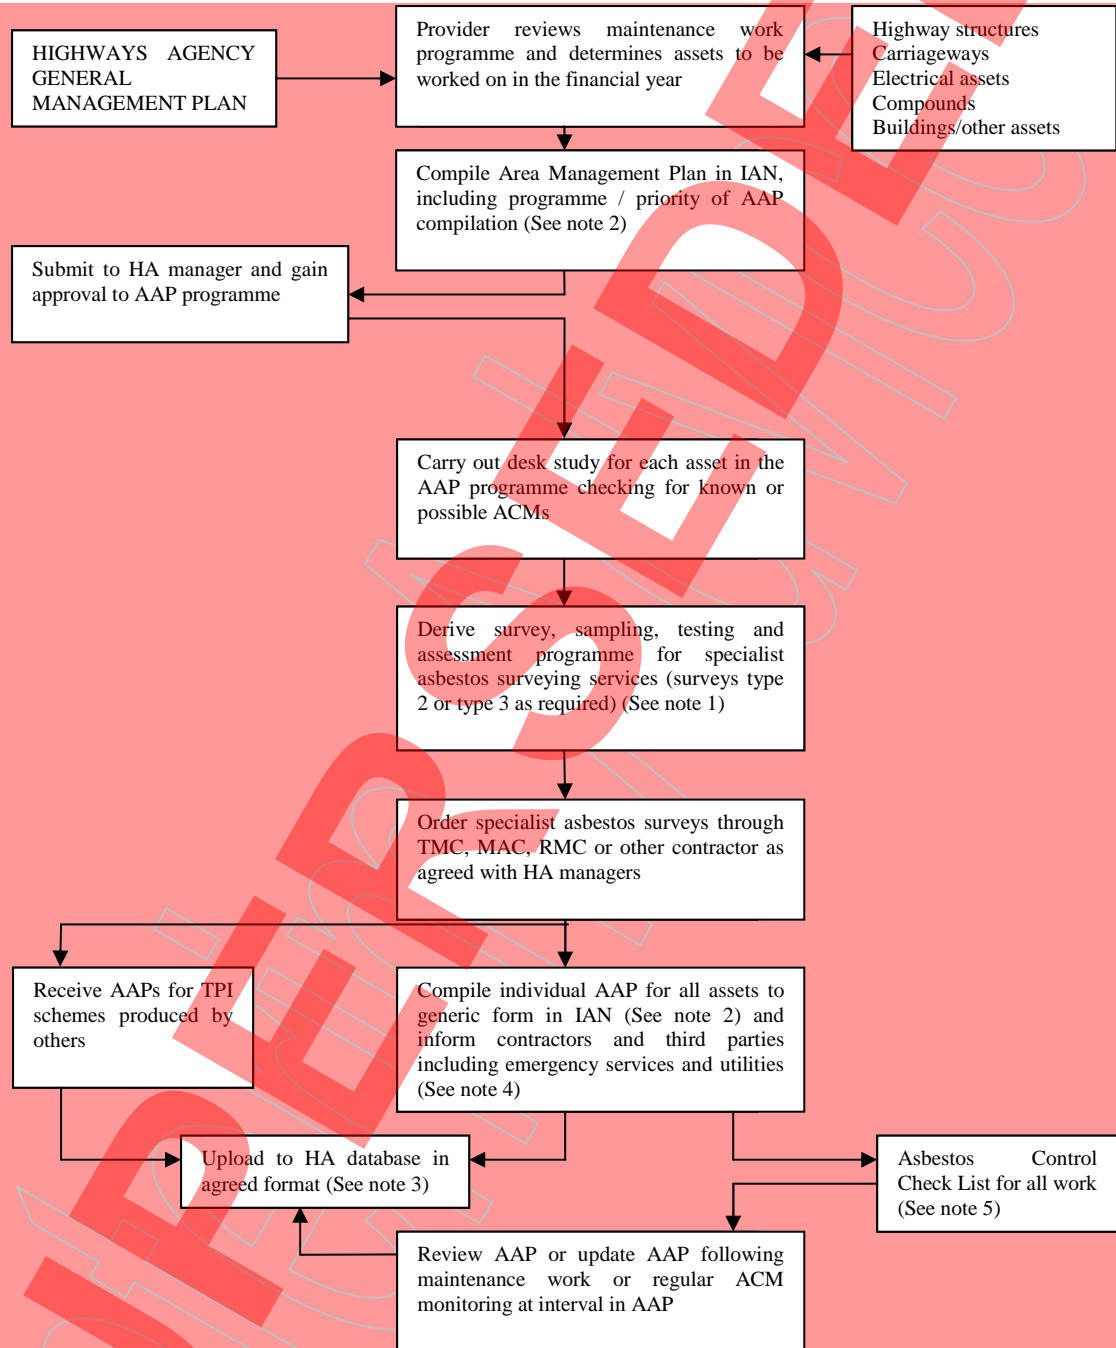 HIGHWAYS AGENCY
GENERAL
MANAGEMENT PLAN
Provider reviews maintenance work
programme and determines assets to be
worked on in the financial year
Highway structures
Carriageways
Electrical assets
Compounds
Buildings/other assets
Compile Area Management Plan in IAN,
including programme / priority of AAP
compilation (See note 2)
Submit to HA manager and gain
approval to AAP programme
Carry out desk study for each asset in the
AAP programme checking for known or
possible ACMs
Derive survey, sampling, testing and
assessment programme for specialist
asbestos surveying services (surveys type
2 or type 3 as required) (See note 1)
Order specialist asbestos surveys through
TMC, MAC, RMC or other contractor as
agreed with HA managers
Receive AAPs for TPI
schemes produced by
others
Compile individual AAP for all assets to
generic form in IAN (See note 2) and
inform contractors and third parties
including emergency services and utilities
(See note 4)
Upload to HA database in
agreed format (See note 3)
Asbestos Control
Check List for all work
(See note 5)
Review AAP or update AAP following
maintenance work or regular ACM
monitoring at interval in AAP
UPERSEDE